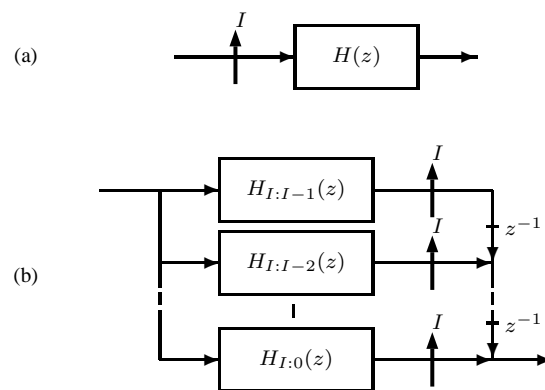 I
(a)
H(z)
I
H_{I:I−1}(z)
z^{−1}
I
H_{I:I−2}(z)
(b)
z^{−1}
I
H_{I:0}(z)